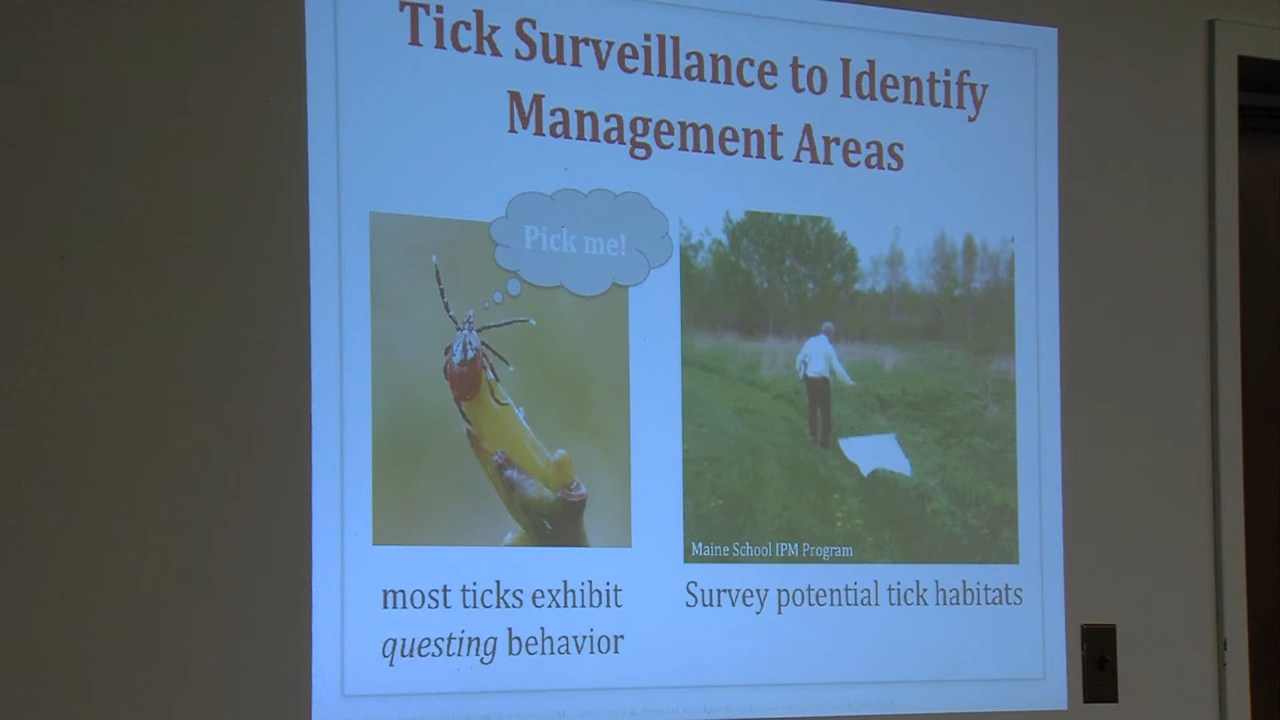 Tick Surveillance to Identify
Management Areas
Pick me!
Maine School IPM Program
most ticks exhibit
questing behavior
Survey potential tick habitats